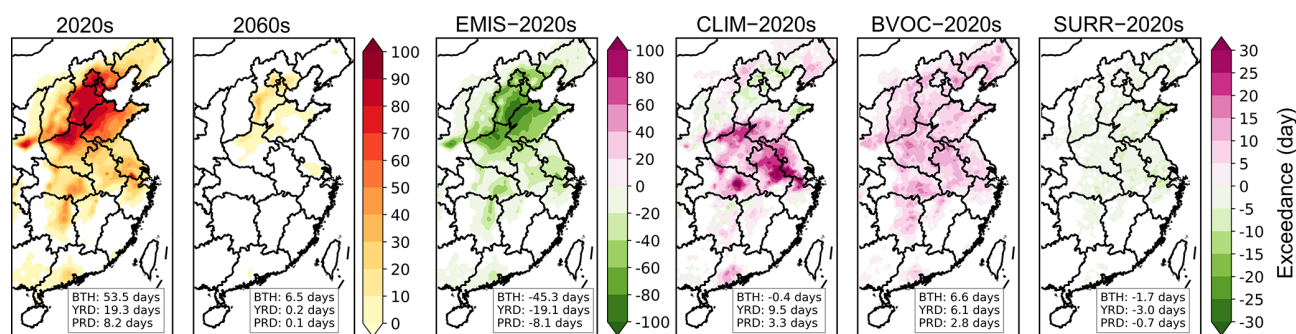 2020s
2060s
EMIS−2020s
CLIM−2020s
BVOC−2020s
SURR−2020s
BTH: 53.5 days
YRD: 19.3 days
PRD: 8.2 days
BTH: 6.5 days
YRD: 0.2 days
PRD: 0.1 days
100
90
80
70
60
50
40
30
20
10
0
BTH: -45.3 days
YRD: -19.1 days
PRD: -8.1 days
100
80
60
40
20
0
-20
-40
-60
-80
-100
BTH: -0.4 days
YRD: 9.5 days
PRD: 3.3 days
BTH: 6.6 days
YRD: 6.1 days
PRD: 2.8 days
BTH: -1.7 days
YRD: -3.0 days
PRD: -0.7 days
30
25
20
15
10
5
0
-5
-10
-15
-20
-25
-30
Exceedance (day)